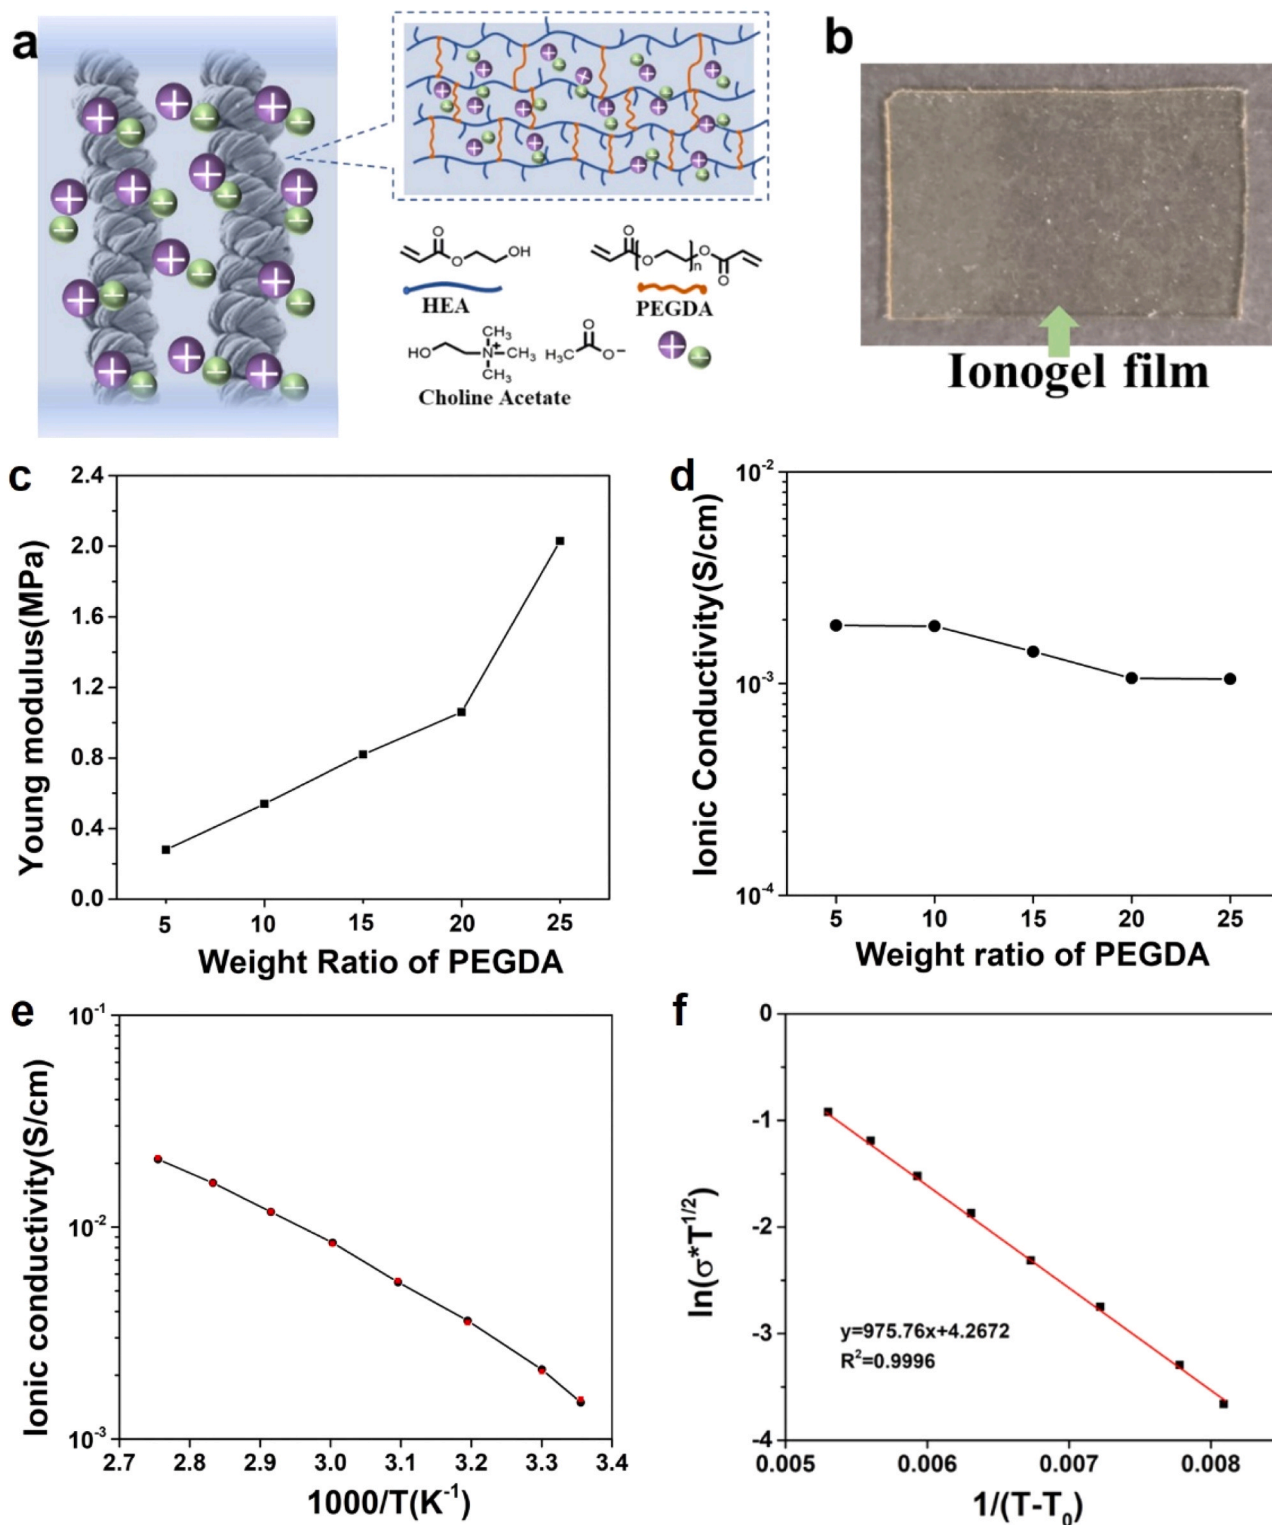 a
b
O
O
OH
HEA
O
O
O
n
O
PEGDA
HO
N
+
CH3
CH3
CH3
H3C
O
O−
Choline Acetate
Ionogel film
c
2.4
2.0
1.6
1.2
0.8
0.4
0.0
5 10 15 20 25
Young modulus(MPa)
Weight Ratio of PEGDA
d
10-2
10-3
10-4
5 10 15 20 25
Ionic Conductivity(S/cm)
Weight ratio of PEGDA
e
10-1
10-2
10-3
2.7 2.8 2.9 3.0 3.1 3.2 3.3 3.4
Ionic conductivity(S/cm)
1000/T(K-1)
f
0
-1
-2
-3
-4
0.005 0.006 0.007 0.008
ln(σ*T1/2)
y=975.76x+4.2672
R2=0.9996
1/(T-T0)